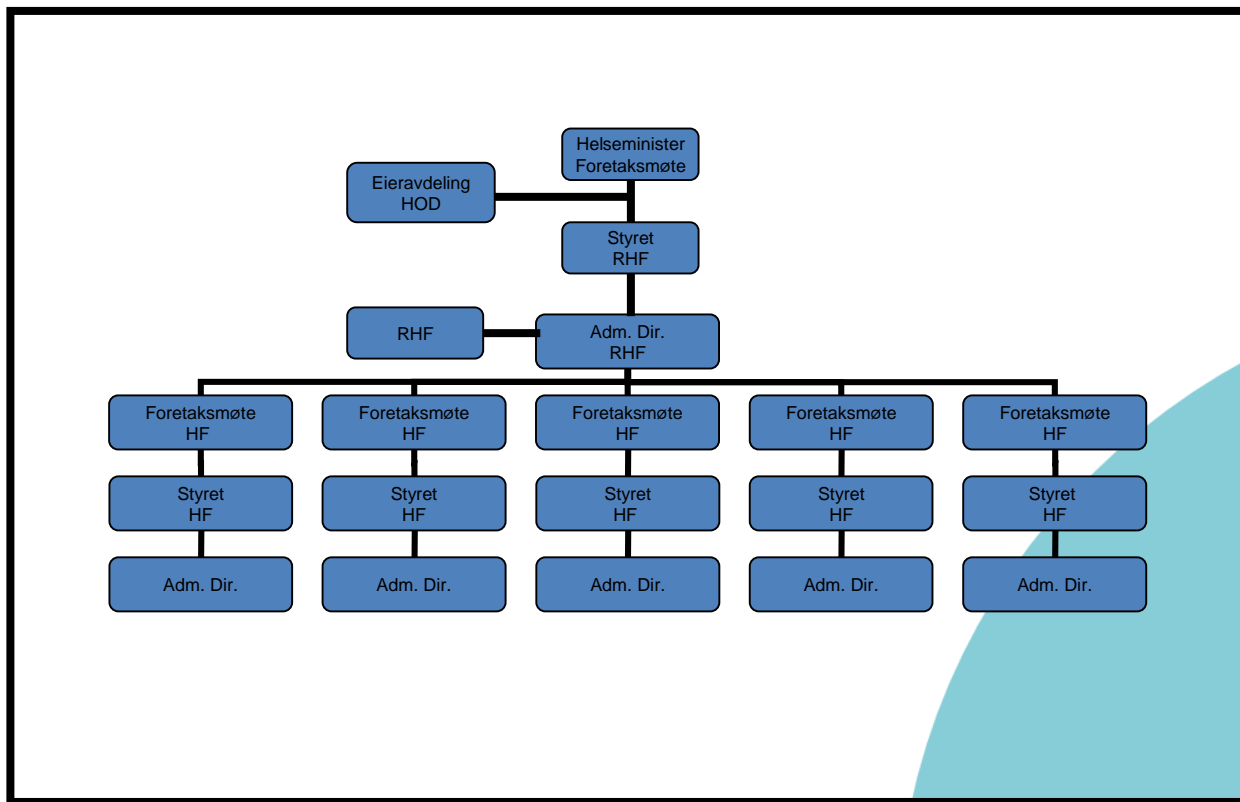 Helseminister
Foretaksmøte
Eieravdeling
HOD
Styret
RHF
RHF
Adm. Dir.
RHF
Foretaksmøte
HF
Foretaksmøte
HF
Foretaksmøte
HF
Foretaksmøte
HF
Foretaksmøte
HF
Styret
HF
Styret
HF
Styret
HF
Styret
HF
Styret
HF
Adm. Dir.
Adm. Dir.
Adm. Dir.
Adm. Dir.
Adm. Dir.